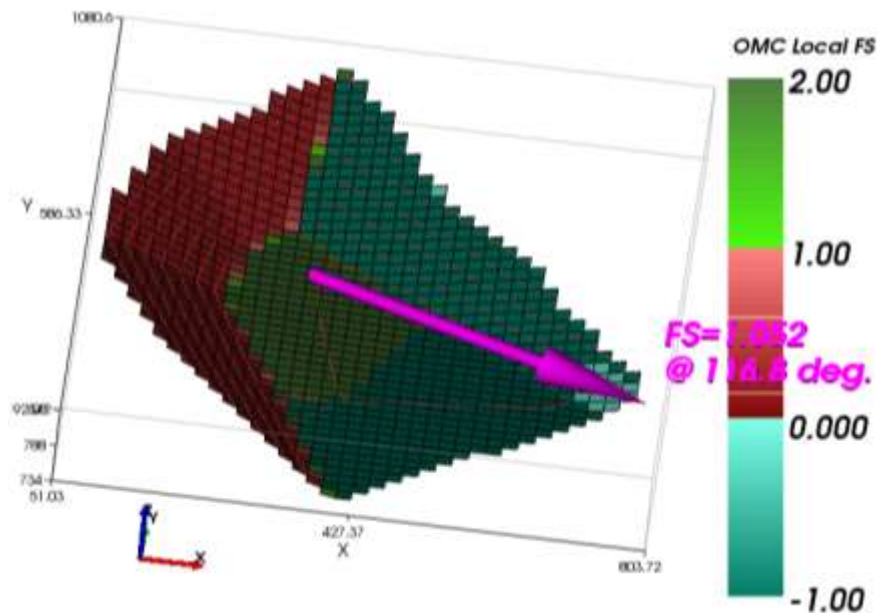 1080.6
OMC Local FS
2.00
Y 586.33
1.00
FS=1.052
@ 116.8 deg.
0.000
788
734
51.03
427.37
X
803.72
Y
X
-1.00